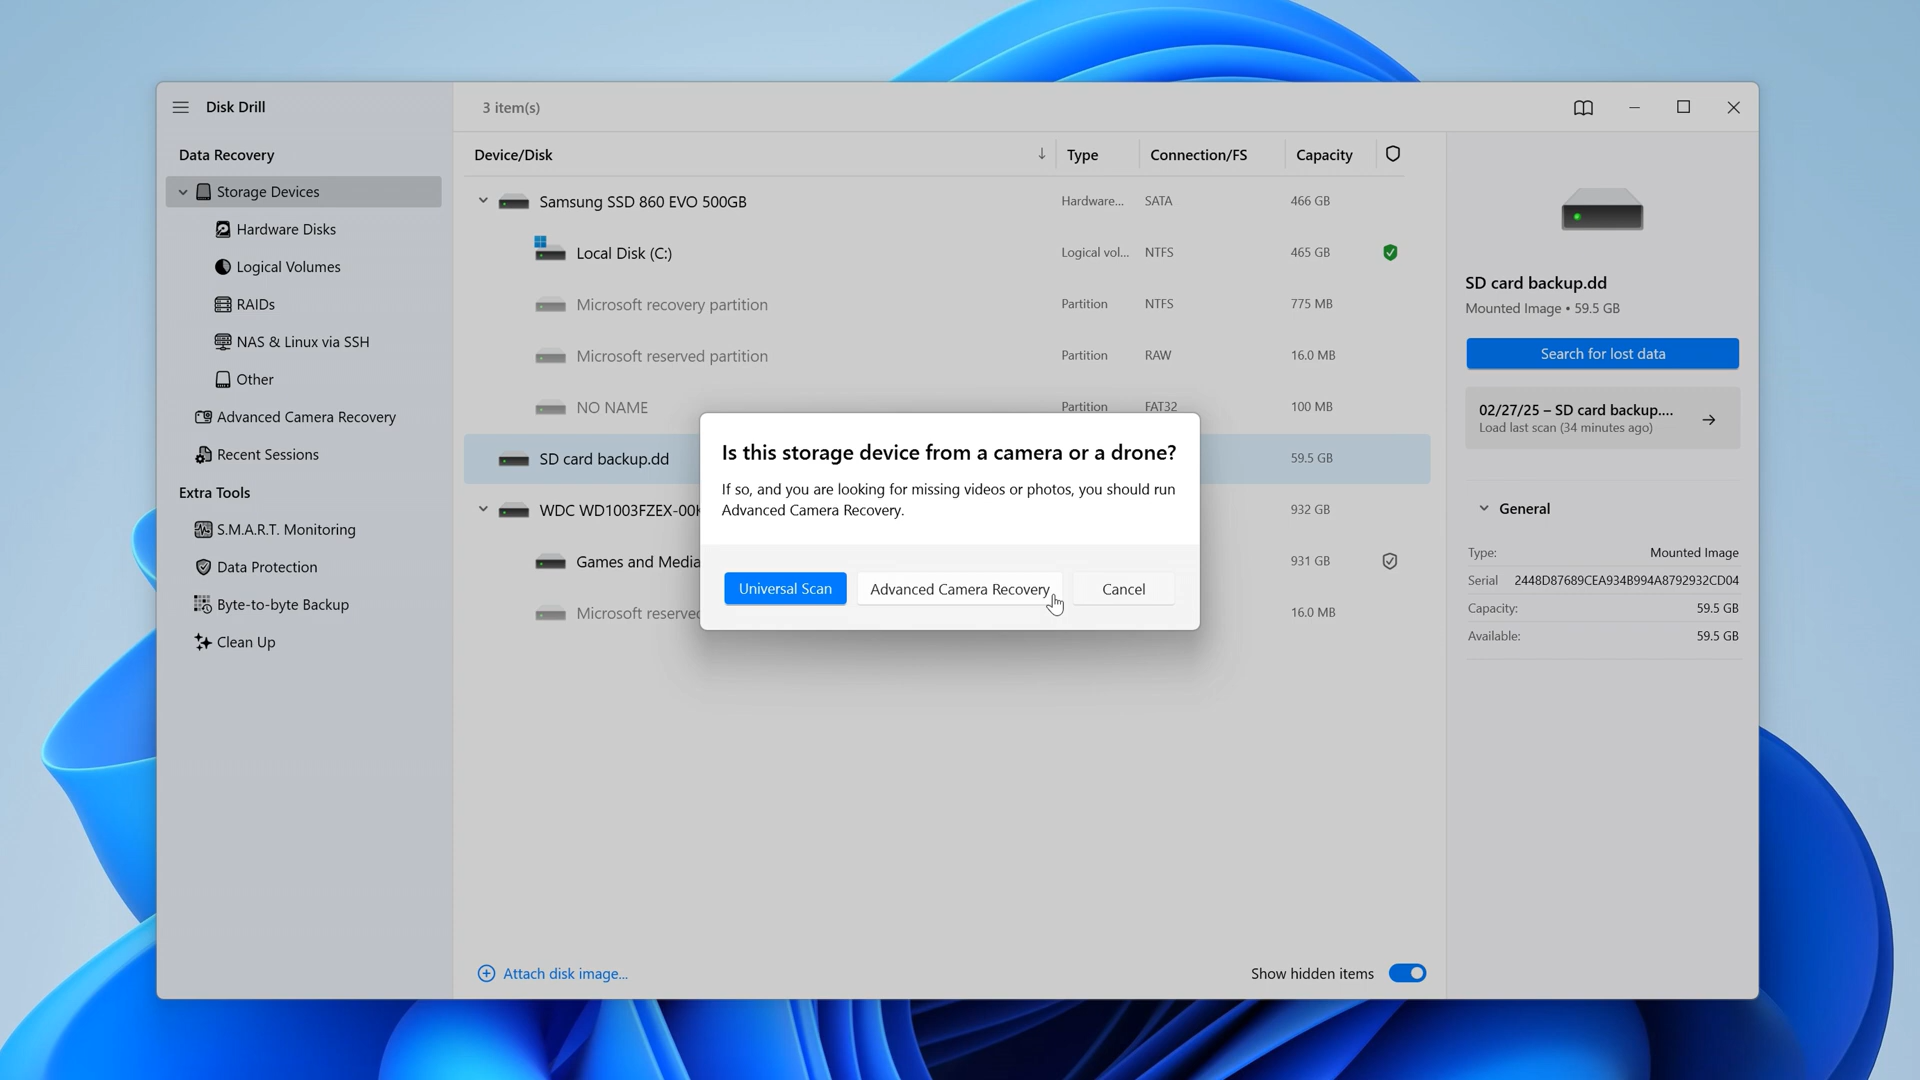 Disk Drill
3 item(s)
Data Recovery
Storage Devices
Hardware Disks
Logical Volumes
RAIDs
NAS & Linux via SSH
Other
Advanced Camera Recovery
Recent Sessions
Extra Tools
S.M.A.R.T. Monitoring
Data Protection
Byte-to-byte Backup
Clean Up
Device/Disk Type Connection/FS Capacity
Samsung SSD 860 EVO 500GB Hardware... SATA 466 GB
Local Disk (C:) Logical vol... NTFS 465 GB
Microsoft recovery partition Partition NTFS 775 MB
Microsoft reserved partition Partition RAW 16.0 MB
NO NAME Partition FAT32 100 MB
SD card backup.dd 59.5 GB
WDC WD1003FZEX-00 932 GB
Games and Media 931 GB
Microsoft reserved 16.0 MB
Is this storage device from a camera or a drone?
If so, and you are looking for missing videos or photos, you should run
Advanced Camera Recovery.
Universal Scan Advanced Camera Recovery Cancel
Attach disk image... Show hidden items
SD card backup.dd
Mounted Image • 59.5 GB
Search for lost data
02/27/25 – SD card backup....
Load last scan (34 minutes ago)
General
Type: Mounted Image
Serial 2448D87689CEA934B994A8792932CD04
Capacity: 59.5 GB
Available: 59.5 GB